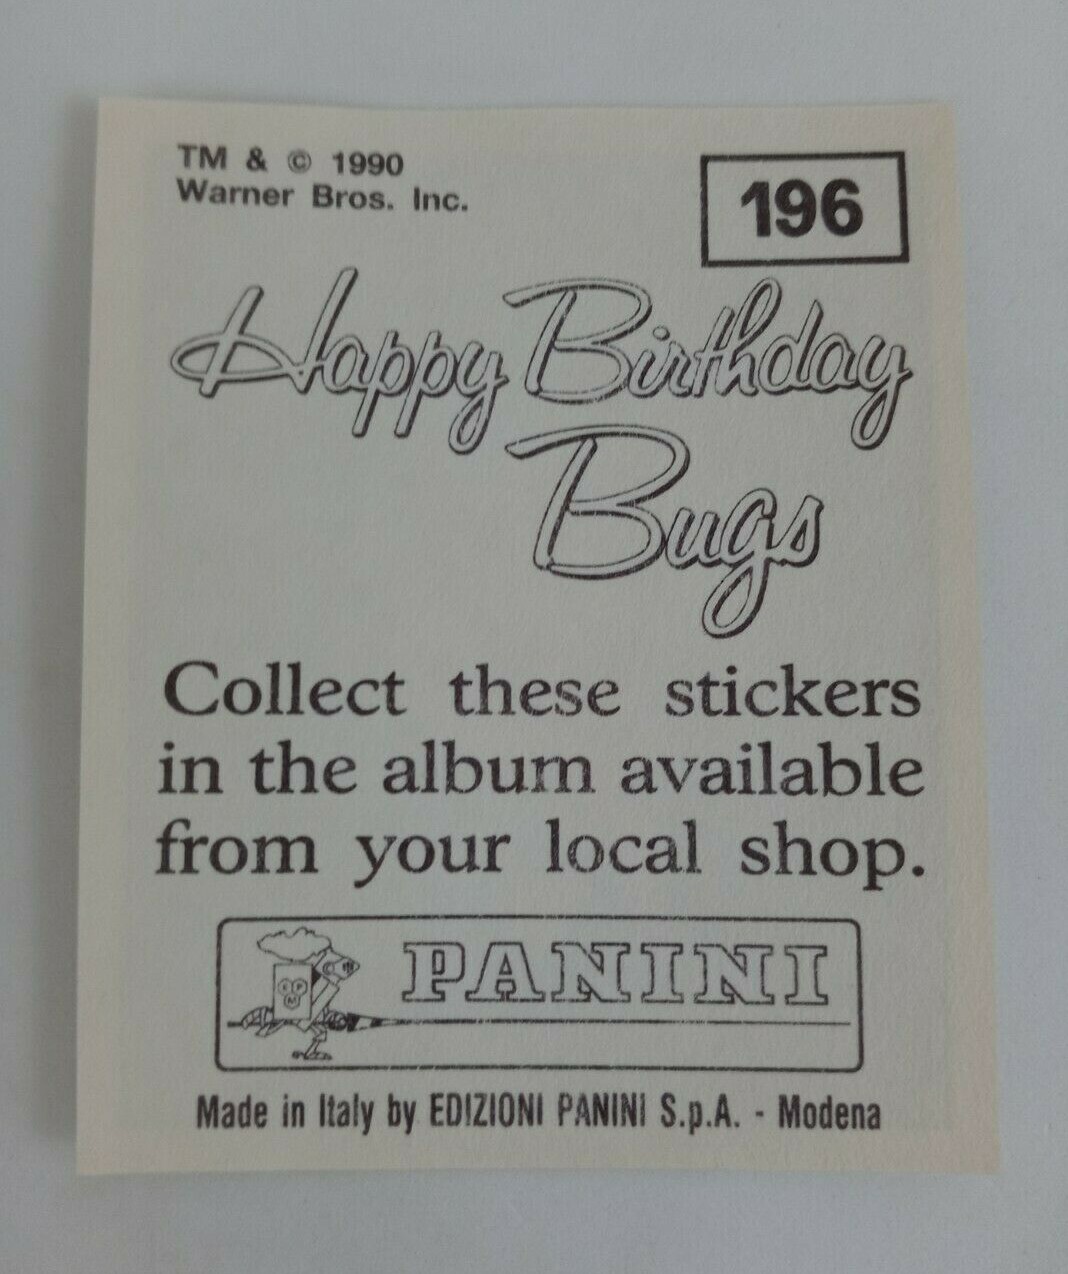 TM & © 1990
Warner Bros. Inc.
196
Happy Birthday
Bugs
Collect these stickers
in the album available
from your local shop.
PANINI
Made in Italy by EDIZIONI PANINI S.p.A. - Modena